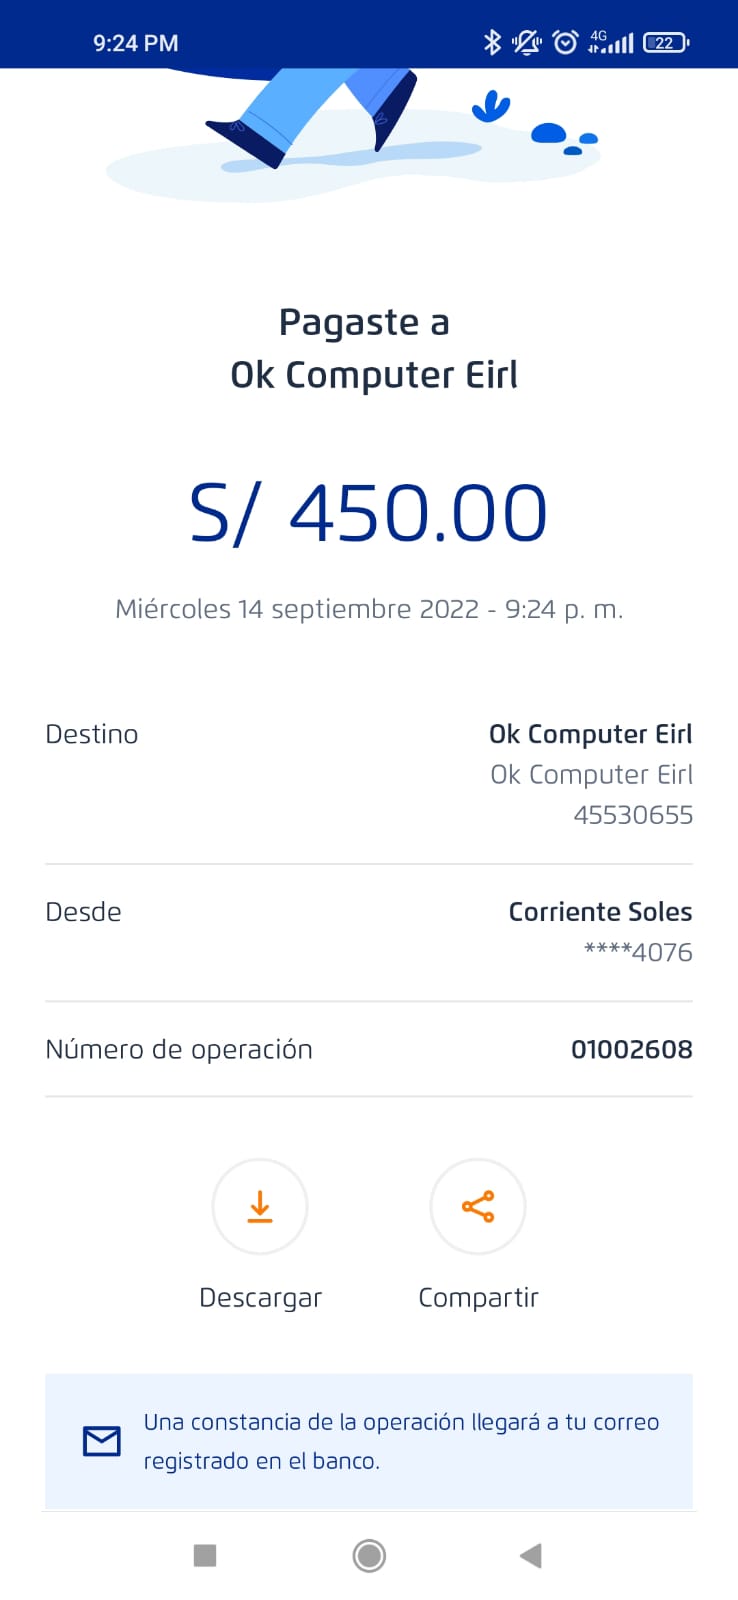 9:24 PM
4G
22
Pagaste a
Ok Computer Eirl
S/ 450.00
Miércoles 14 septiembre 2022 - 9:24 p. m.
Destino
Ok Computer Eirl
Ok Computer Eirl
45530655
Desde
Corriente Soles
****4076
Número de operación
01002608
Descargar
Compartir
Una constancia de la operación llegará a tu correo
registrado en el banco.